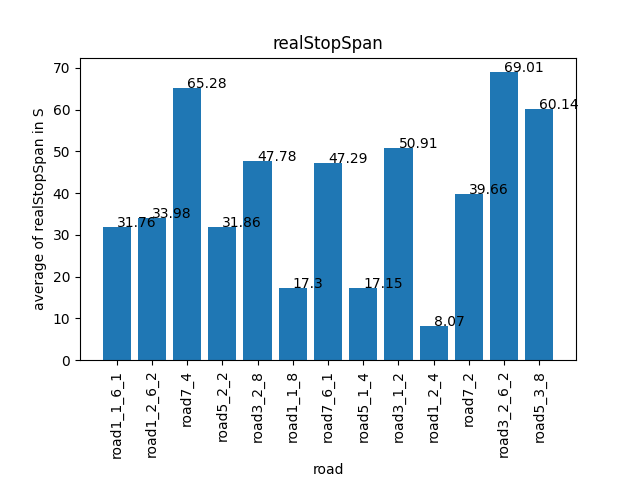 realStopSpan
average of realStopSpan in S
70
60
50
40
30
20
10
0
31.76
33.98
65.28
31.86
47.78
17.3
47.29
17.15
50.91
8.07
39.66
69.01
60.14
road1_1_6_1
road1_2_6_2
road7_4
road5_2_2
road3_2_8
road1_1_8
road7_6_1
road5_1_4
road3_1_2
road1_2_4
road7_2
road3_2_6_2
road5_3_8
road